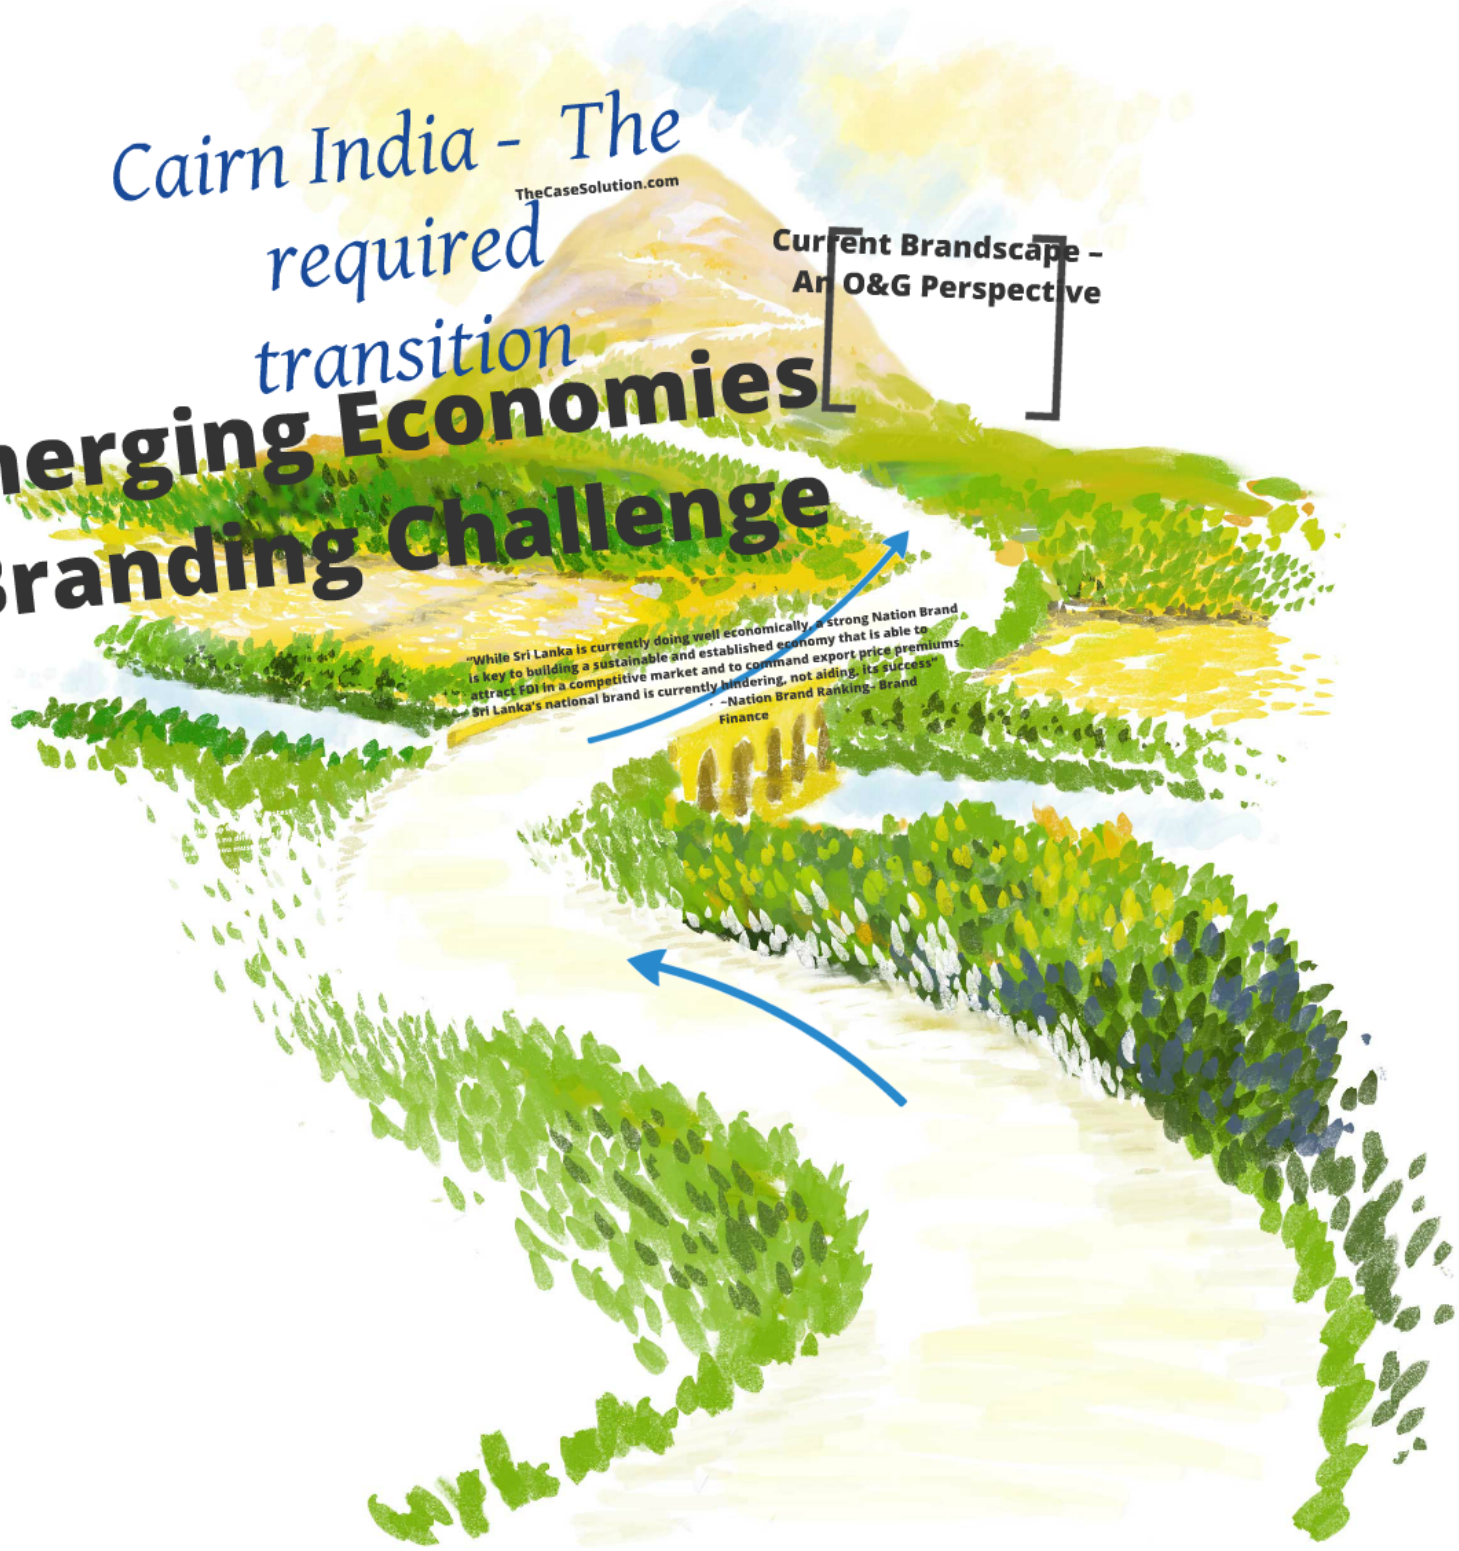 Cairn India - The
required
transition
TheCaseSolution.com
Current Brandscape –
An O&G Perspective
merging Economies
Branding Challenge
"While Sri Lanka is currently doing well economically, a strong Nation Brand
is key to building a sustainable and established economy that is able to
attract FDI in a competitive market and to command export price premiums.
Sri Lanka's national brand is currently hindering, not aiding, its success"
· –Nation Brand Ranking- Brand
Finance